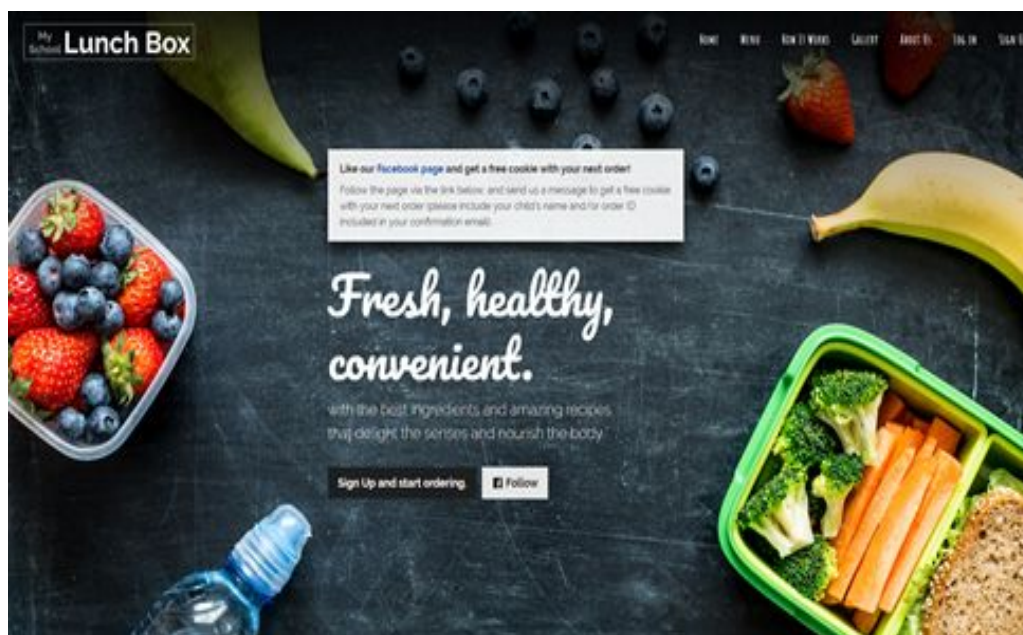 My
School Lunch Box
Home Menu How It Works Gallery About Us Log In Sign
Like our Facebook page and get a free cookie with your next order!
Follow the page via the link below, and send us a message to get a free cookie
with your next order (please include your child's name and/or order ID
included in your confirmation email).
Fresh, healthy,
convenient.
with the best ingredients and amazing recipes
that delight the senses and nourish the body.
Sign Up and start ordering.
Follow